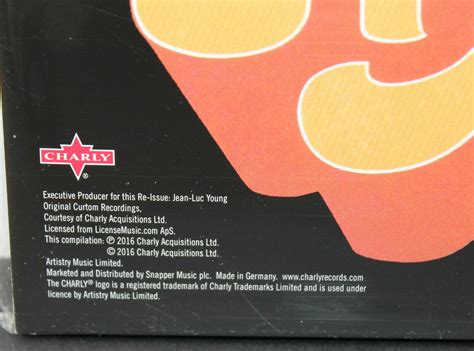 CHARLY
®
Executive Producer for this Re-Issue: Jean-Luc Young
Original Curtom Recordings.
Courtesy of Charly Acquisitions Ltd.
Licensed from LicenseMusic.com ApS.
This compilation: ℗ 2016 Charly Acquisitions Ltd.
© 2016 Charly Acquisitions Ltd.
Artistry Music Limited.
Marketed and Distributed by Snapper Music plc. Made in Germany. www.charlyrecords.com
The CHARLY® logo is a registered trademark of Charly Trademarks Limited and is used under
licence by Artistry Music Limited.